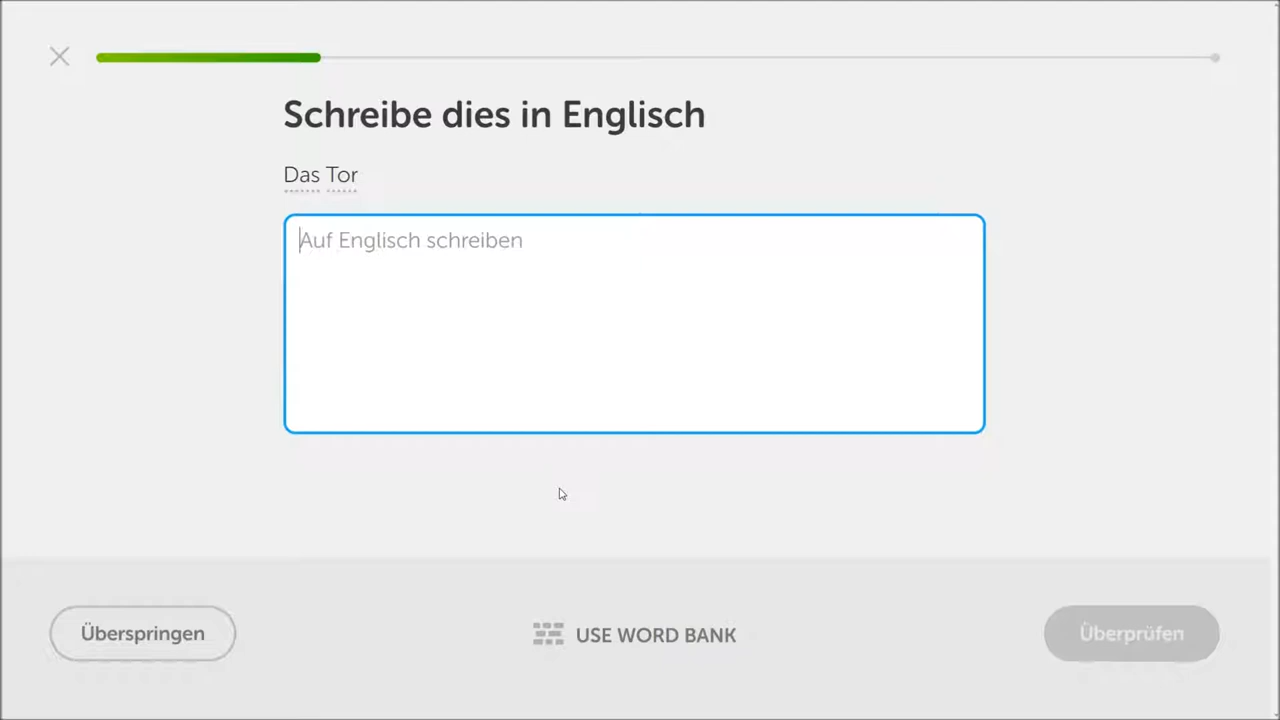 Schreibe dies in Englisch
Das Tor
Auf Englisch schreiben
Überspringen
USE WORD BANK
Überprüfen